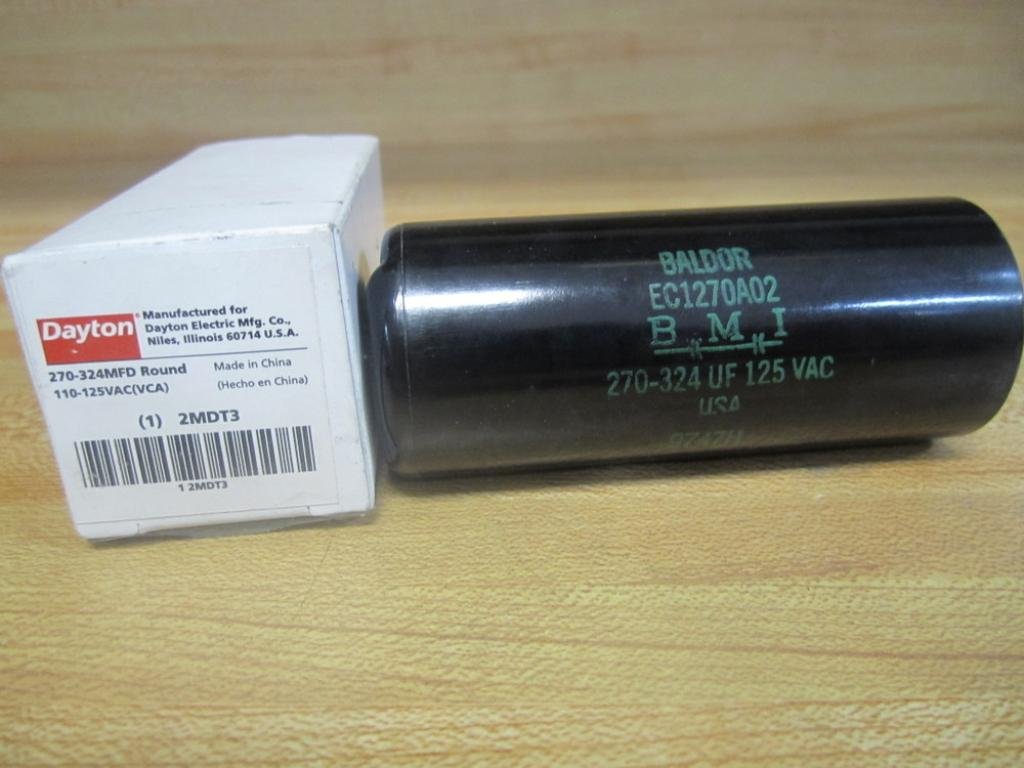 Dayton®
Manufactured for
Dayton Electric Mfg. Co.,
Niles, Illinois 60714 U.S.A.
270-324MFD Round
110-125VAC(VCA)
Made in China
(Hecho en China)
(1) 2MDT3
1 2MDT3
BALDOR
EC1270A02
B M I
270-324 UF 125 VAC
USA